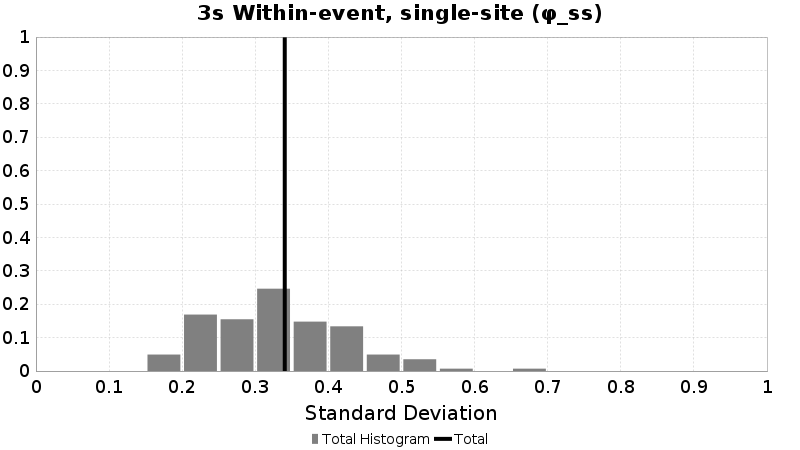 3s Within-event, single-site (φ_ss)
1
0.9
0.8
0.7
0.6
0.5
0.4
0.3
0.2
0.1
0
0 0.1 0.2 0.3 0.4 0.5 0.6 0.7 0.8 0.9 1
Standard Deviation
Total Histogram Total